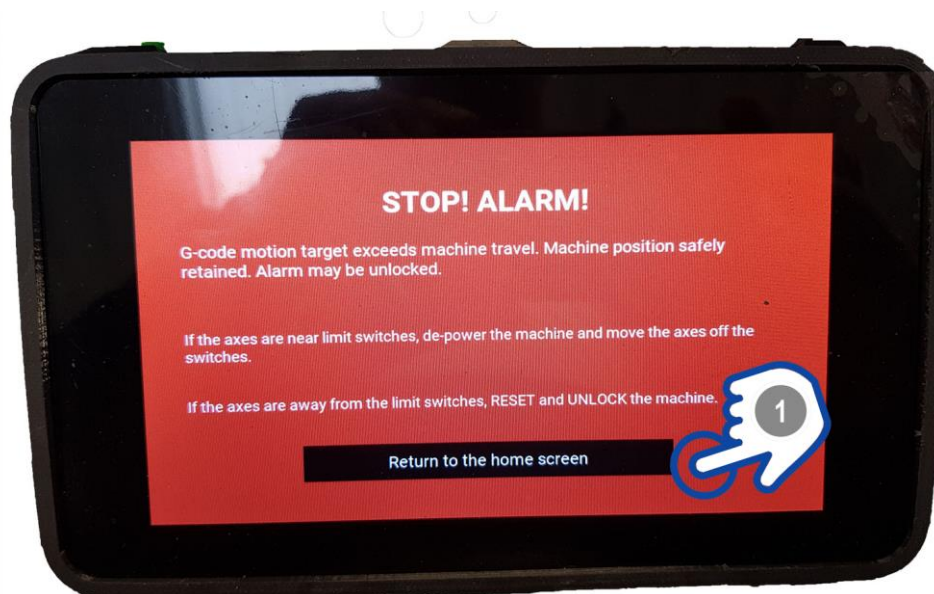 STOP! ALARM!
G-code motion target exceeds machine travel. Machine position safely
retained. Alarm may be unlocked.
If the axes are near limit switches, de-power the machine and move the axes off the
switches.
If the axes are away from the limit switches, RESET and UNLOCK the machine.
1
Return to the home screen